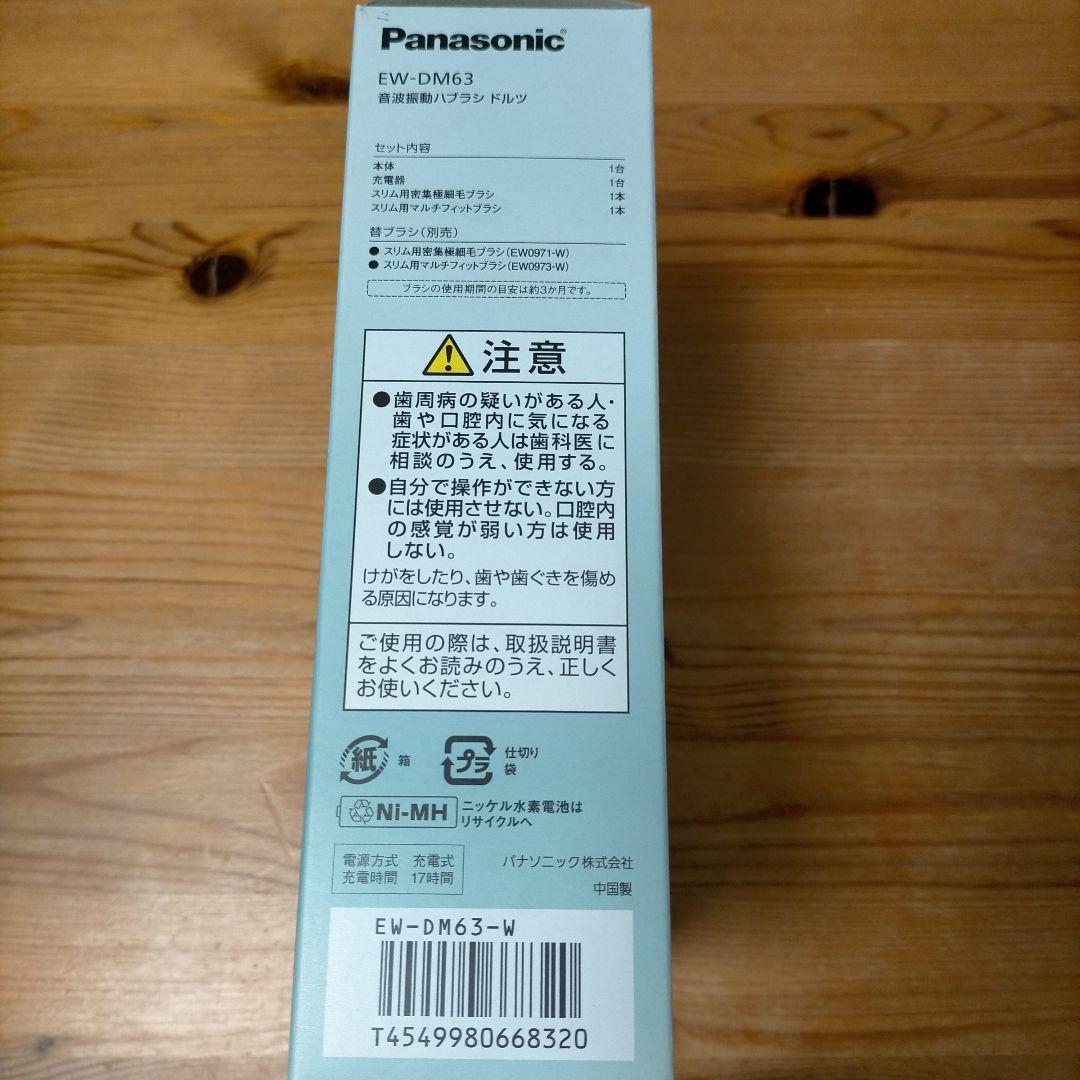 Panasonic®
EW-DM63
音波振動ハブラシ ドルツ
セット内容
本体 1台
充電器 1台
スリム用密集極細毛ブラシ 1本
スリム用マルチフィットブラシ 1本
替ブラシ(別売)
● スリム用密集極細毛ブラシ(EW0971-W)
● スリム用マルチフィットブラシ(EW0973-W)
ブラシの使用期間の目安は約3か月です。
注意
●歯周病の疑いがある人・
歯や口腔内に気になる
症状がある人は歯科医に
相談のうえ、使用する。
●自分で操作ができない方
には使用させない。口腔内
の感覚が弱い方は使用
しない。
けがをしたり、歯や歯ぐきを傷め
る原因になります。
ご使用の際は、取扱説明書
をよくお読みのうえ、正しく
お使いください。
紙 箱
プラ 仕切り
袋
Ni-MH ニッケル水素電池は
リサイクルへ
電源方式 充電式
充電時間 17時間
パナソニック株式会社
中国製
EW-DM63-W
T4549980668320